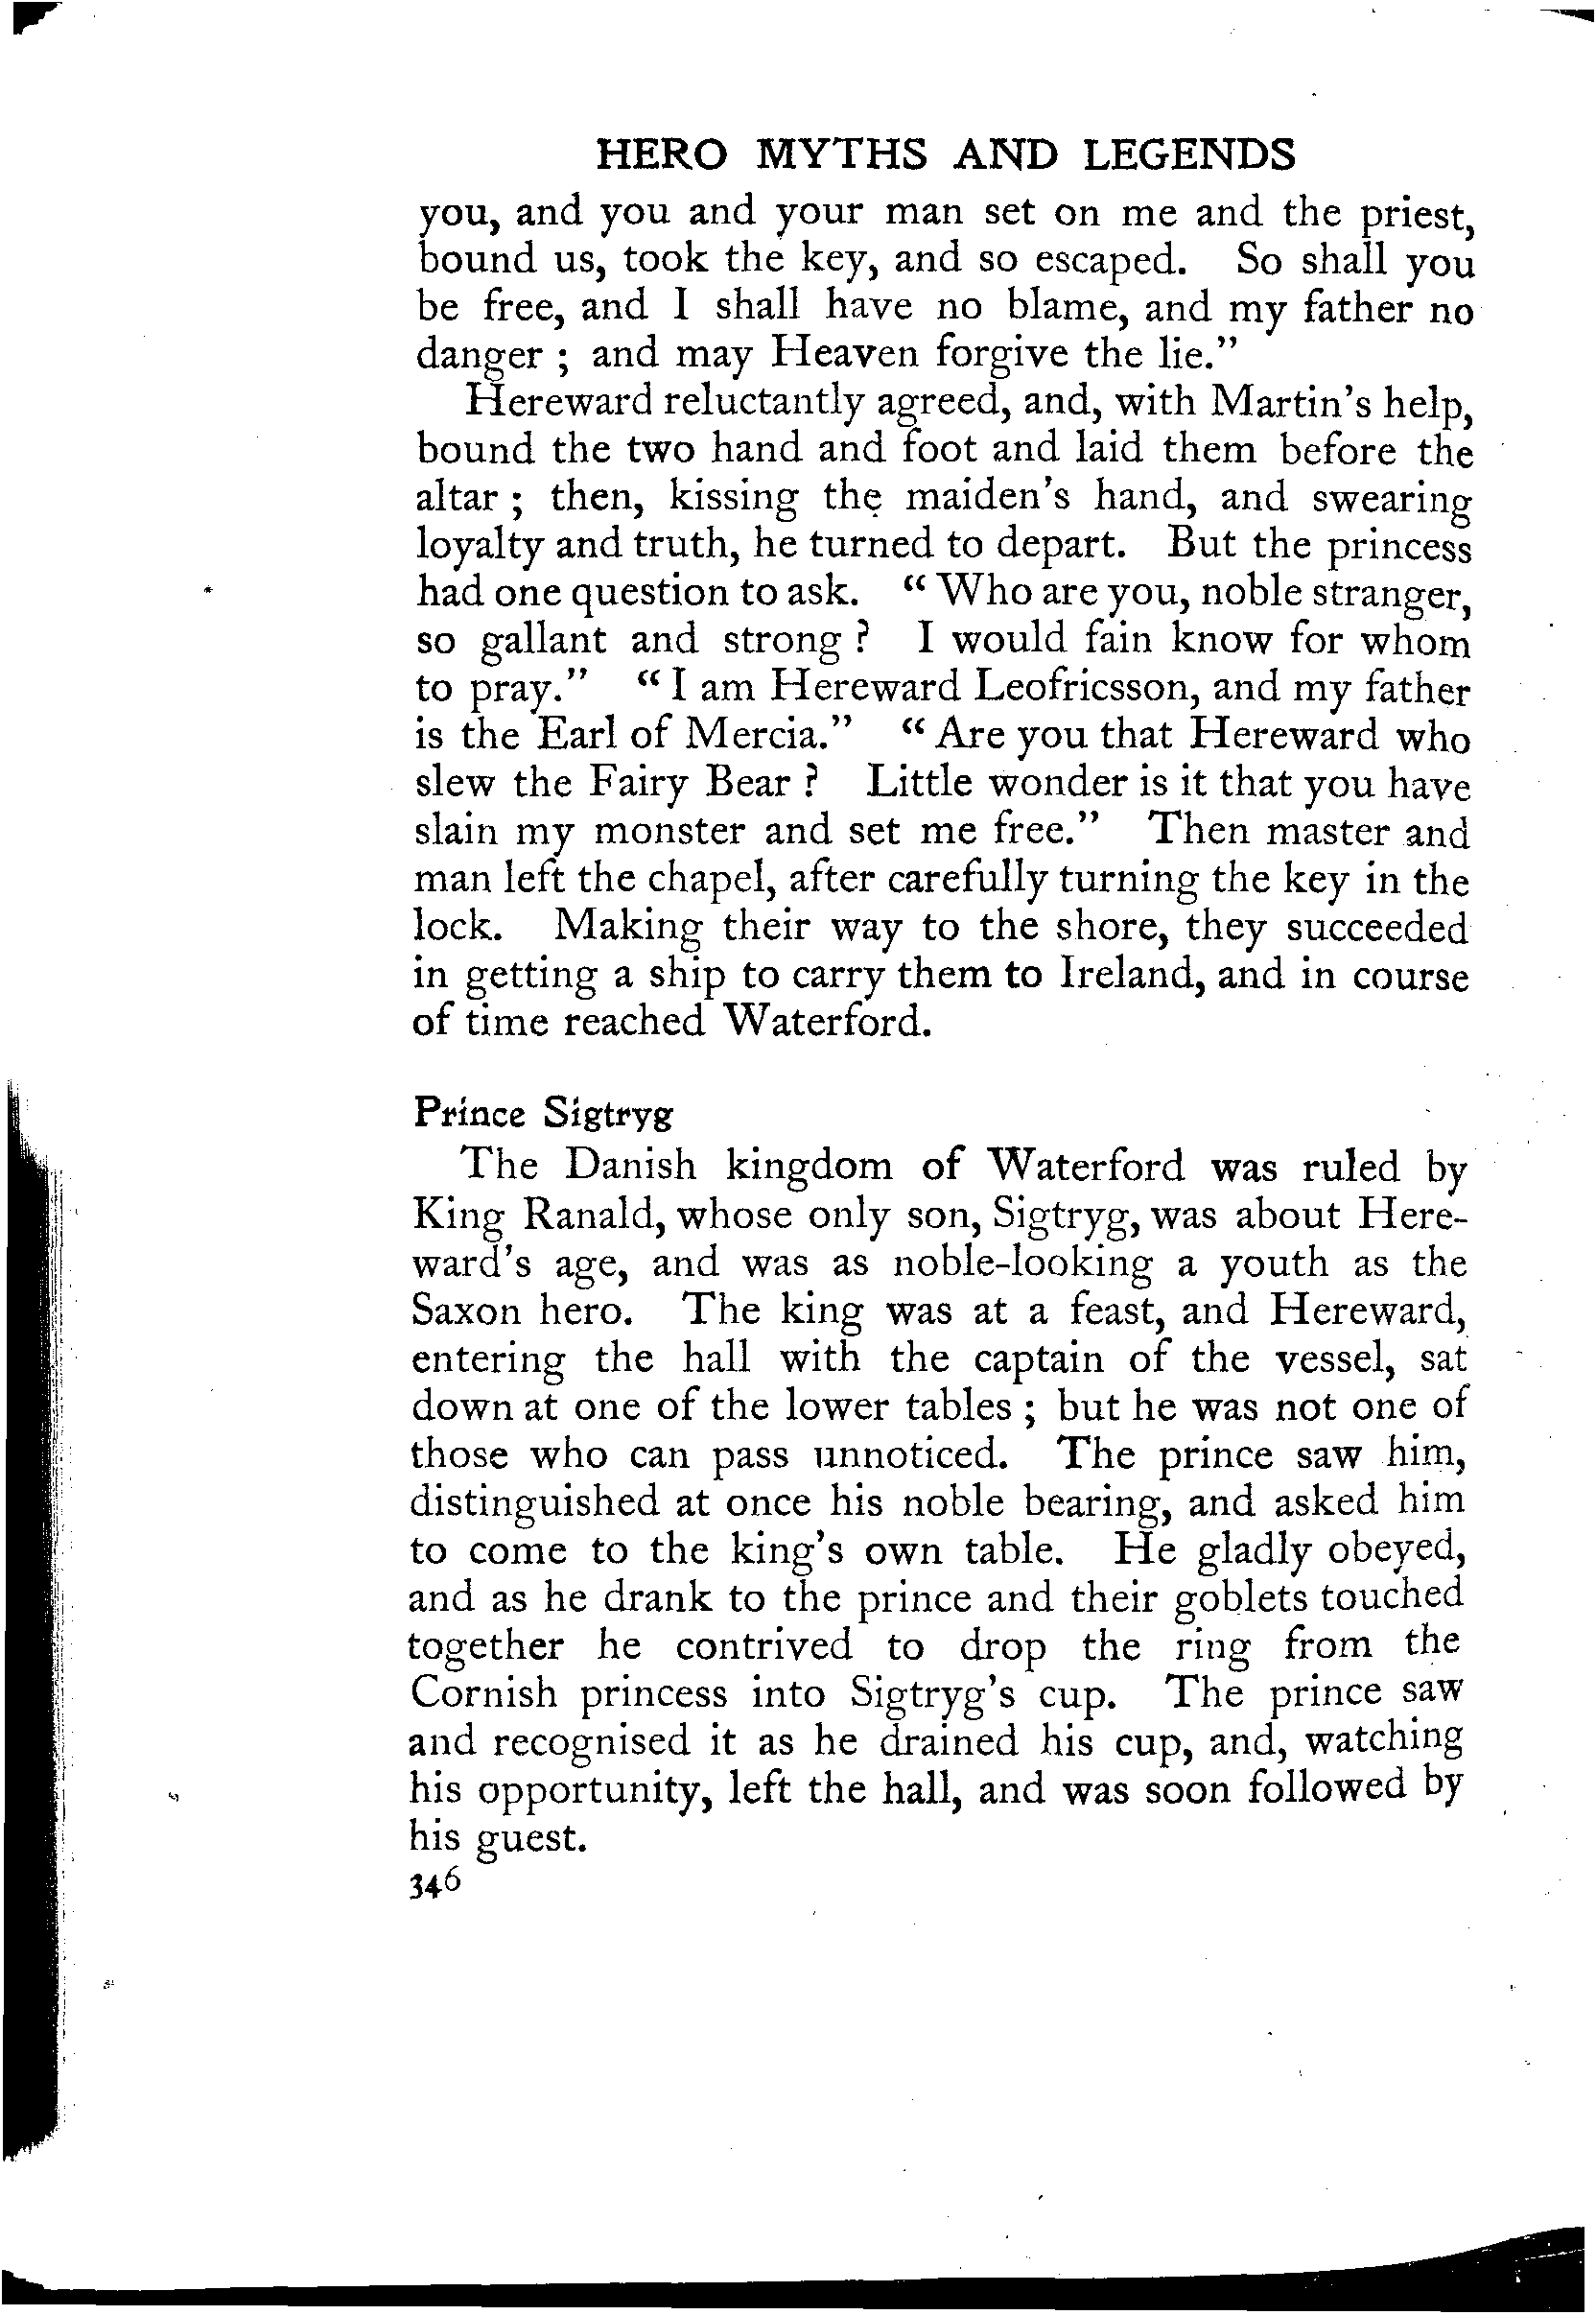 HERO MYTHS AND LEGENDS
you, and you and your man set on me and the priest,
bound us, took the key, and so escaped. So shall you
be free, and I shall have no blame, and my father no
danger ; and may Heaven forgive the lie.”
Hereward reluctantly agreed, and, with Martin's help,
bound the two hand and foot and laid them before the
altar ; then, kissing the maiden's hand, and swearing
loyalty and truth, he turned to depart. But the princess
had one question to ask. “ Who are you, noble stranger,
so gallant and strong ? I would fain know for whom
to pray.” “ I am Hereward Leofricsson, and my father
is the Earl of Mercia.” “ Are you that Hereward who
slew the Fairy Bear ? Little wonder is it that you have
slain my monster and set me free.” Then master and
man left the chapel, after carefully turning the key in the
lock. Making their way to the shore, they succeeded
in getting a ship to carry them to Ireland, and in course
of time reached Waterford.
Prince Sigtryg
The Danish kingdom of Waterford was ruled by
King Ranald, whose only son, Sigtryg, was about Here-
ward's age, and was as noble-looking a youth as the
Saxon hero. The king was at a feast, and Hereward,
entering the hall with the captain of the vessel, sat
down at one of the lower tables ; but he was not one of
those who can pass unnoticed. The prince saw him,
distinguished at once his noble bearing, and asked him
to come to the king's own table. He gladly obeyed,
and as he drank to the prince and their goblets touched
together he contrived to drop the ring from the
Cornish princess into Sigtryg's cup. The prince saw
and recognised it as he drained his cup, and, watching
his opportunity, left the hall, and was soon followed by
his guest.
346